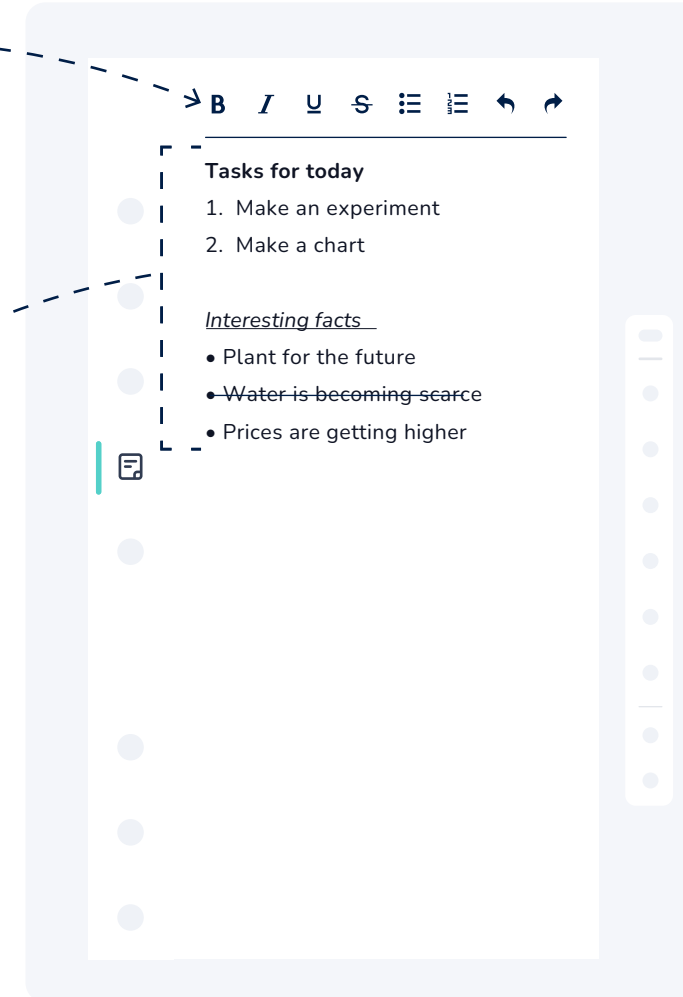 B I U S
Tasks for today
1. Make an experiment
2. Make a chart
Interesting facts
• Plant for the future
• Water is becoming scarce
• Prices are getting higher